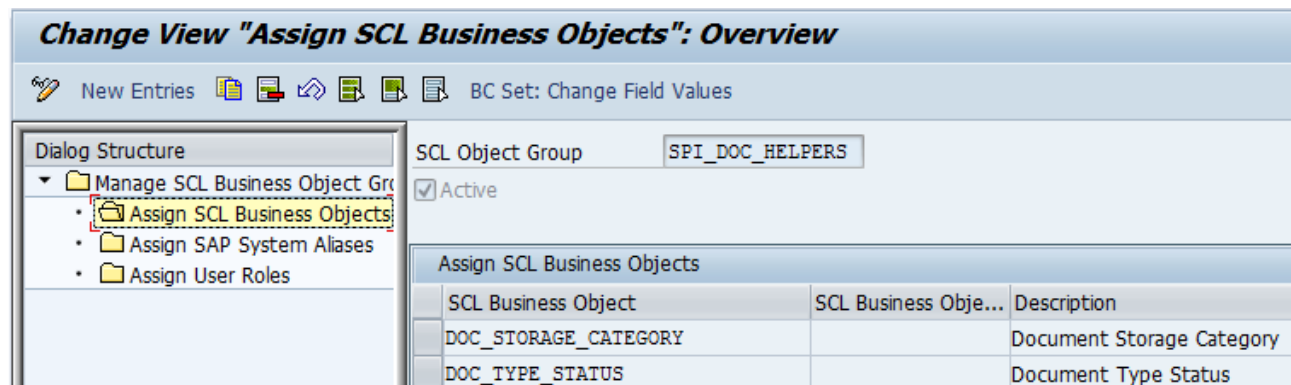 Change View "Assign SCL Business Objects": Overview
New Entries BC Set: Change Field Values
Dialog Structure
Manage SCL Business Object Gro
Assign SCL Business Objects
Assign SAP System Aliases
Assign User Roles
SCL Object Group SPI_DOC_HELPERS
Active
Assign SCL Business Objects
SCL Business Object SCL Business Obje... Description
DOC_STORAGE_CATEGORY Document Storage Category
DOC_TYPE_STATUS Document Type Status